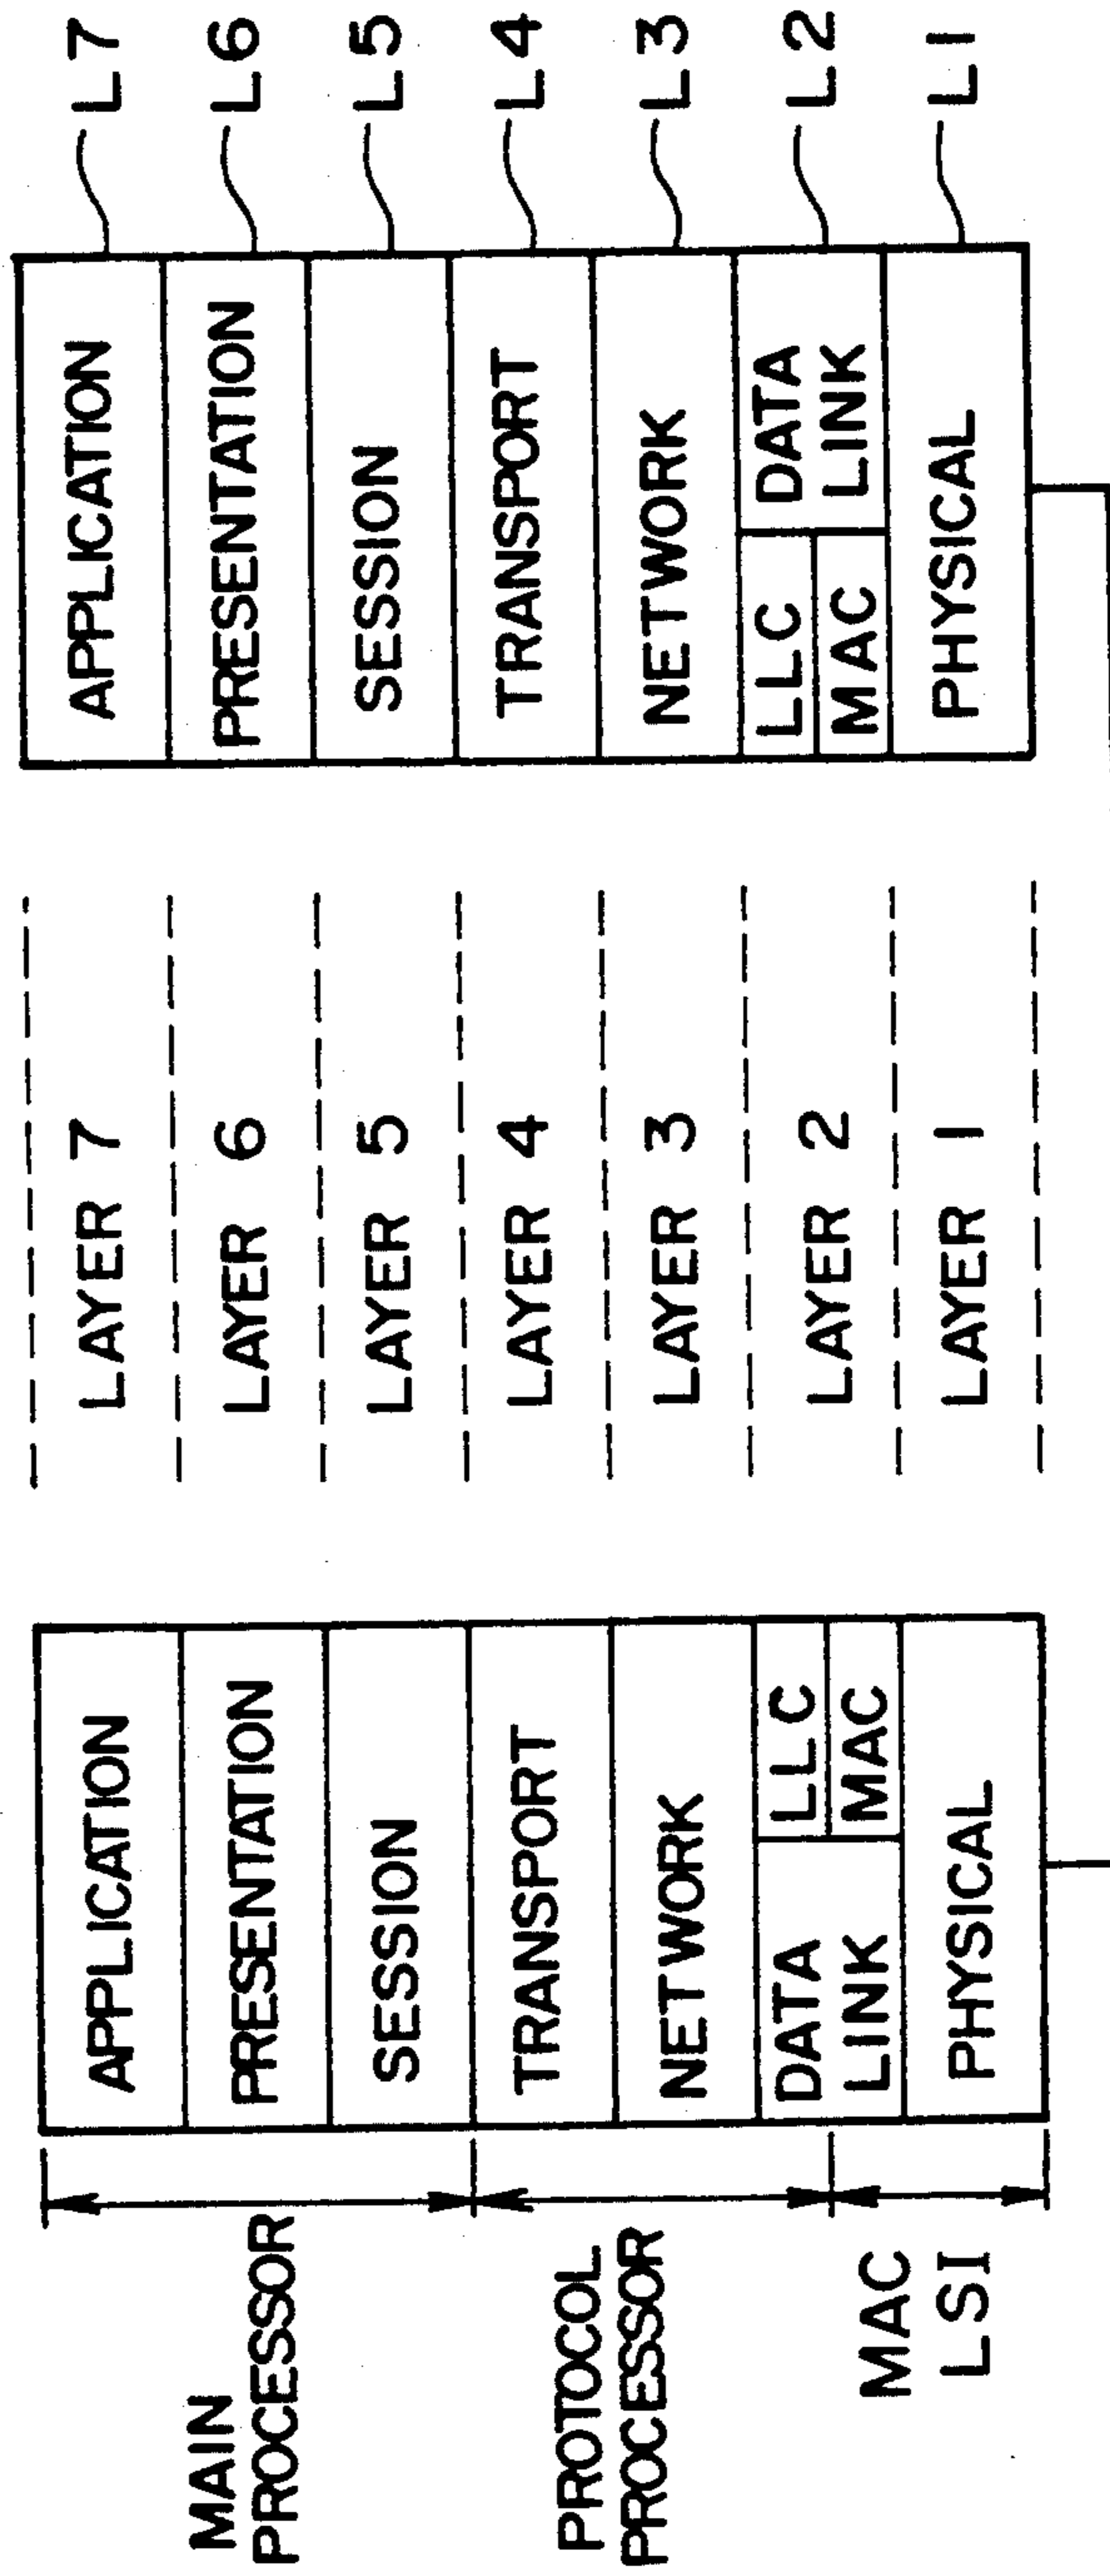 MAIN
PROCESSOR
PROTOCOL
PROCESSOR
MAC
LSI
APPLICATION
PRESENTATION
SESSION
TRANSPORT
NETWORK
DATA
LINK
LLC
MAC
PHYSICAL
LAYER 7
LAYER 6
LAYER 5
LAYER 4
LAYER 3
LAYER 2
LAYER 1
APPLICATION
PRESENTATION
SESSION
TRANSPORT
NETWORK
LLC
MAC
DATA
LINK
PHYSICAL
L7
L6
L5
L4
L3
L2
L1